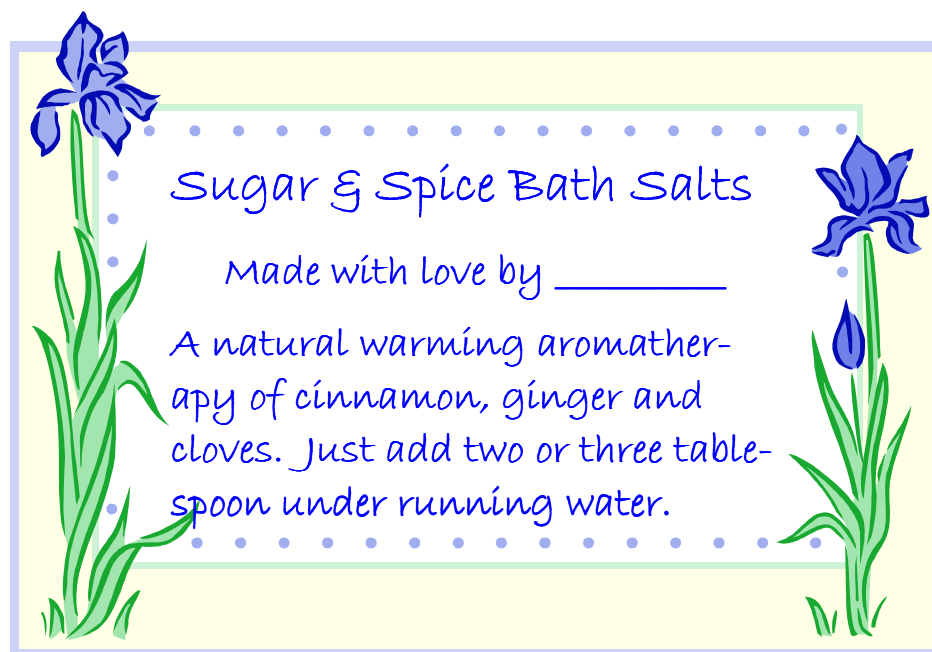 Sugar & Spice Bath Salts
Made with love by __________
A natural warming aromather-
apy of cinnamon, ginger and
cloves. Just add two or three table-
spoon under running water.